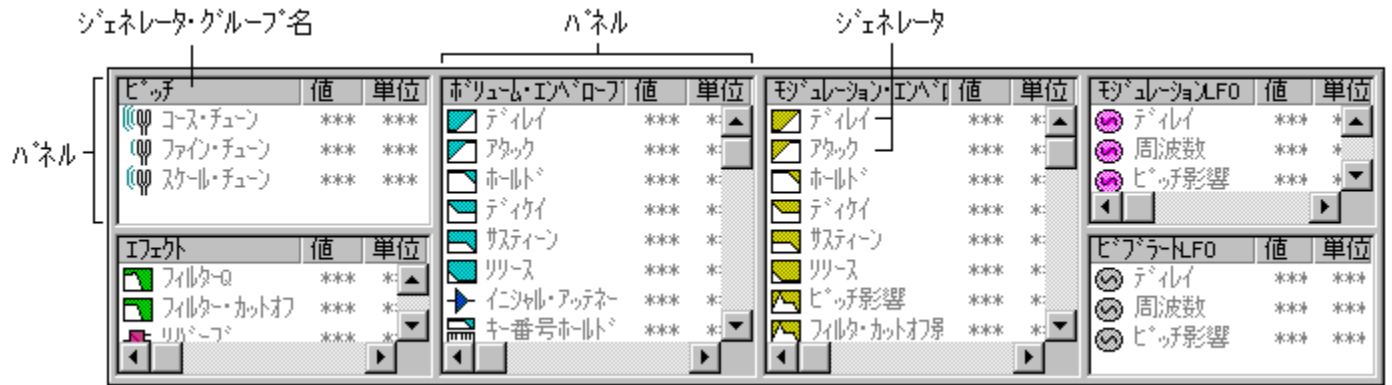 ｼﾞｪﾈﾚｰﾀ･ｸﾞﾙｰﾌﾟ名
ﾊﾟﾈﾙ
ｼﾞｪﾈﾚｰﾀ
ﾊﾟﾈﾙ
ﾋﾟｯﾁ 値 単位
ｺｰｽ･ﾁｭｰﾝ *** ***
ﾌｧｲﾝ･ﾁｭｰﾝ *** ***
ｽｹｰﾙ･ﾁｭｰﾝ *** ***
ｴﾌｪｸﾄ 値 単位
ﾌｨﾙﾀｰQ *** *
ﾌｨﾙﾀｰ･ｶｯﾄｵﾌ *** *
ﾘﾊﾞｰﾌﾞ *** *
ﾎﾞﾘｭｰﾑ･ｴﾝﾍﾞﾛｰﾌﾟ 値 単位
ﾃﾞｨﾚｲ *** *
ｱﾀｯｸ *** *
ﾎｰﾙﾄﾞ *** *
ﾃﾞｨｹｲ *** *
ｻｽﾃｨｰﾝ *** *
ﾘﾘｰｽ *** *
ｲﾆｼｬﾙ･ｱｯﾃﾈｰ *** *
ｷｰ番号ﾎｰﾙﾄﾞ *** *
ﾓｼﾞｭﾚｰｼｮﾝ･ｴﾝﾍﾞﾛ 値 単位
ﾃﾞｨﾚｲ *** *
ｱﾀｯｸ *** *
ﾎｰﾙﾄﾞ *** *
ﾃﾞｨｹｲ *** *
ｻｽﾃｨｰﾝ *** *
ﾘﾘｰｽ *** *
ﾋﾟｯﾁ影響 *** *
ﾌｨﾙﾀ･ｶｯﾄｵﾌ影 *** *
ﾓｼﾞｭﾚｰｼｮﾝLFO 値 単位
ﾃﾞｨﾚｲ *** *
周波数 *** *
ﾋﾟｯﾁ影響 *** *
ﾋﾞﾌﾞﾗｰﾄLFO 値 単位
ﾃﾞｨﾚｲ *** ***
周波数 *** ***
ﾋﾟｯﾁ影響 *** ***